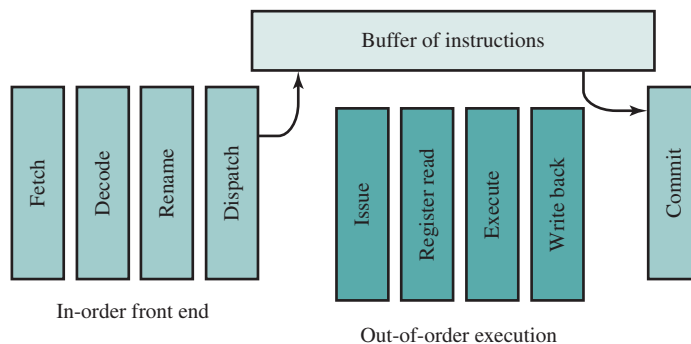 Buffer of instructions
Fetch
Decode
Rename
Dispatch
Issue
Register read
Execute
Write back
Commit
In-order front end
Out-of-order execution